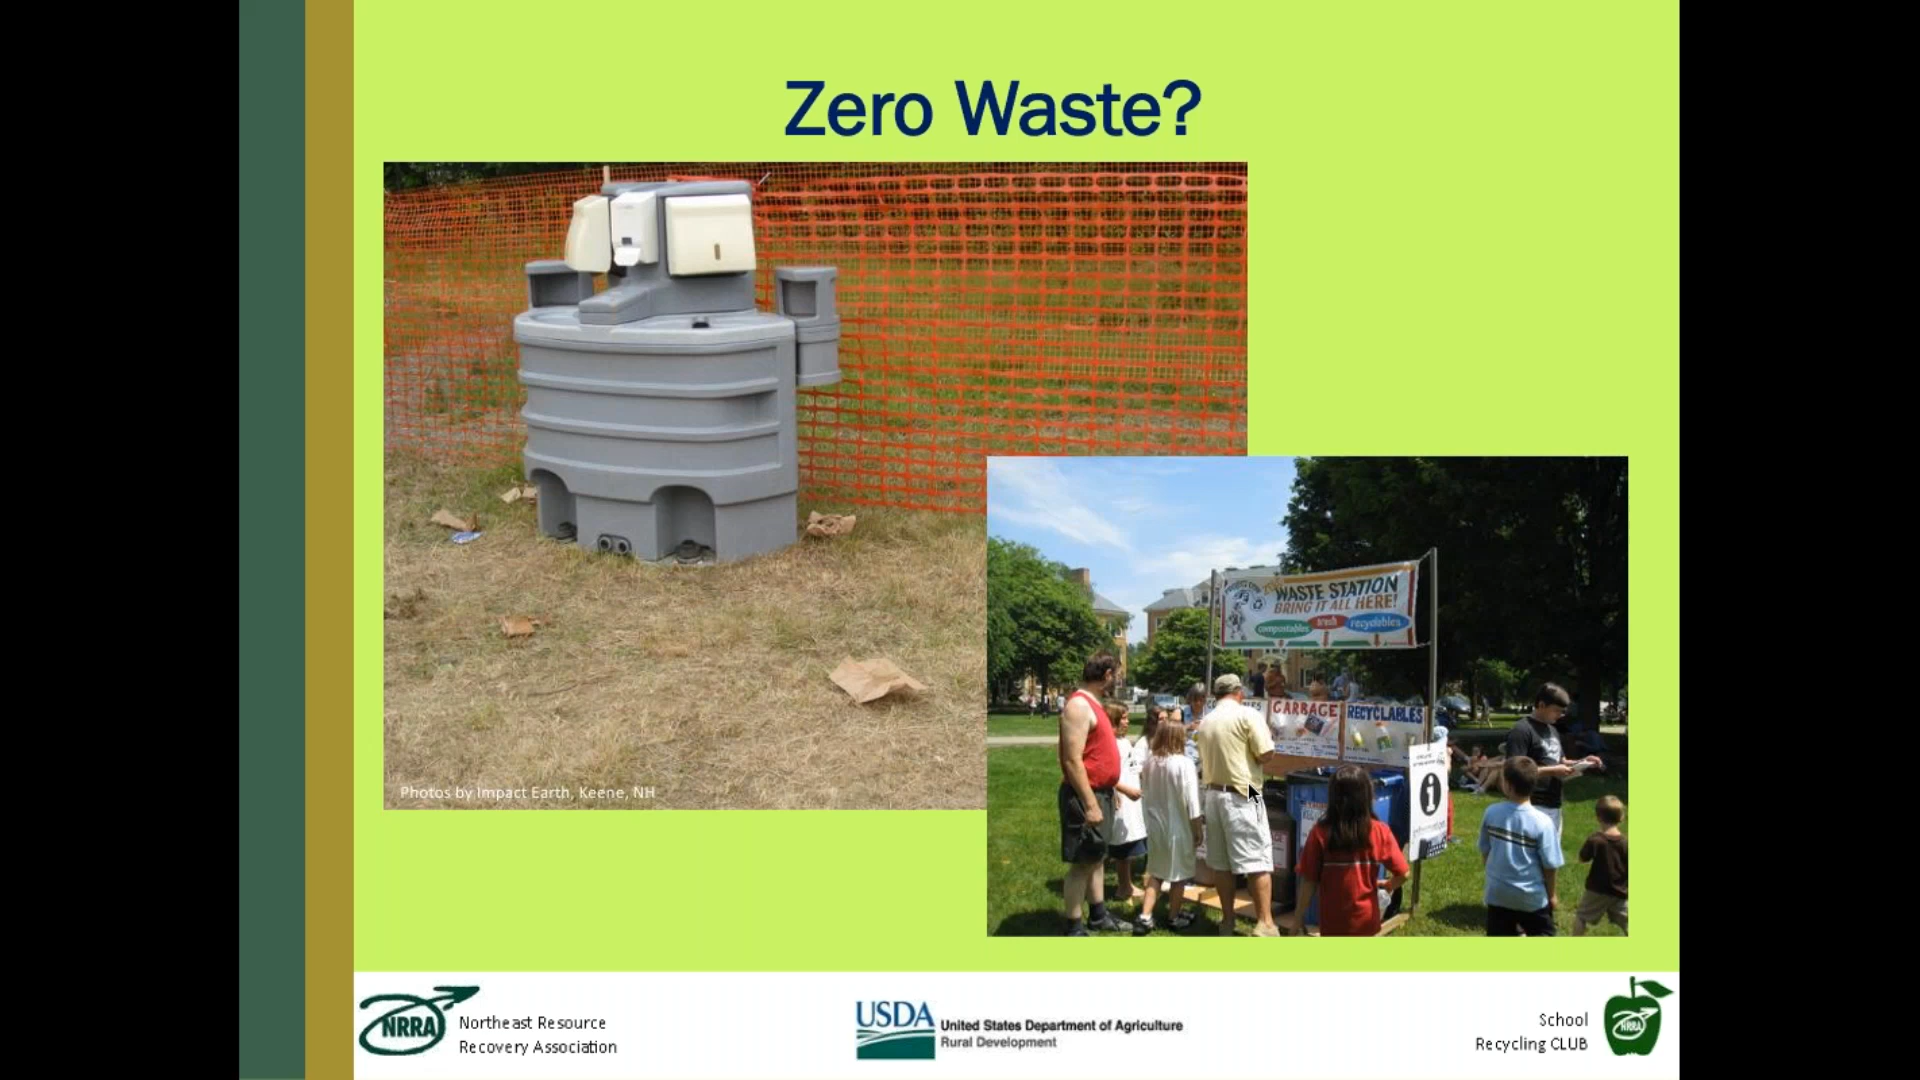 Zero Waste?
WASTE STATION
BRING IT ALL HERE!
compostables trash recyclables
GARBAGE
RECYCLABLES
i
Photos by Impact Earth, Keene, NH
NRRA
Northeast Resource
Recovery Association
USDA
United States Department of Agriculture
Rural Development
School
Recycling CLUB
NRRA